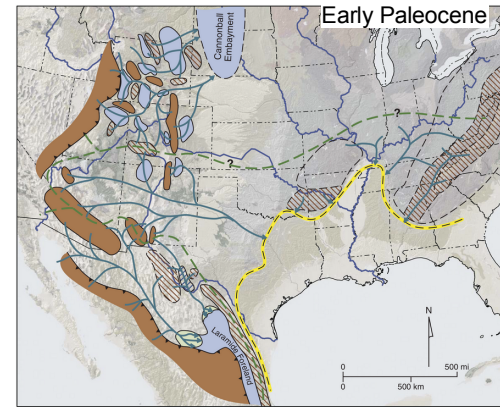 Early Paleocene
Cannonball
Embayment
?
?
Laramide Foreland
N
0 500 mi
0 500 km